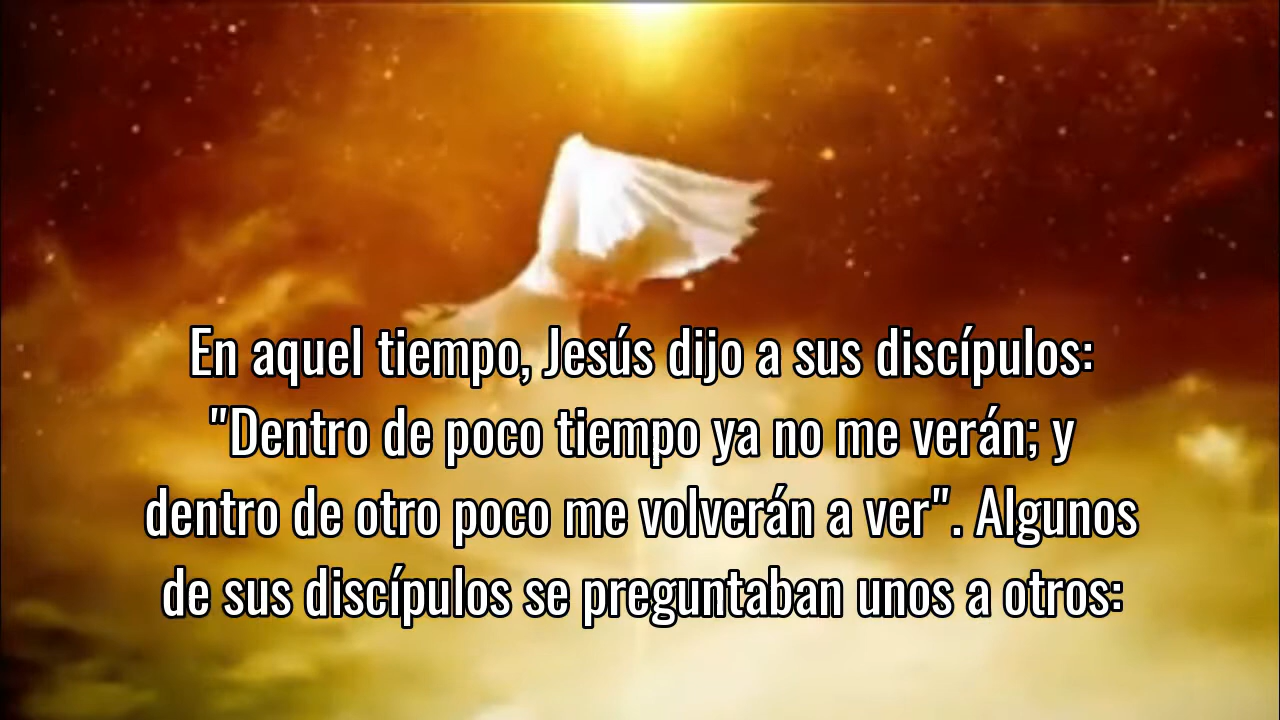 En aquel tiempo, Jesús dijo a sus discípulos:
"Dentro de poco tiempo ya no me verán; y
dentro de otro poco me volverán a ver". Algunos
de sus discípulos se preguntaban unos a otros: